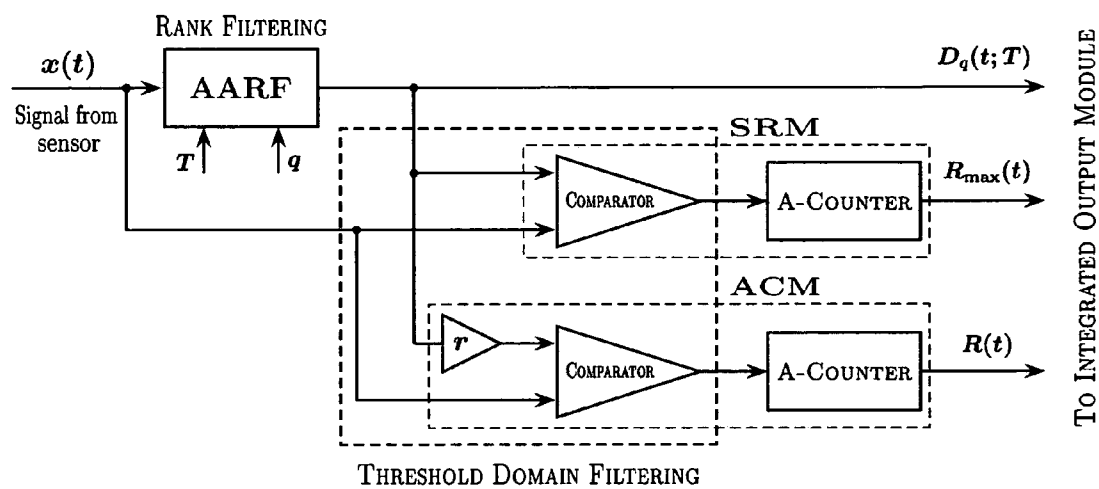 RANK FILTERING
x(t)
AARF
Signal from
sensor
T
q
D_q(t; T)
SRM
COMPARATOR
A-COUNTER
R_max(t)
ACM
r
COMPARATOR
A-COUNTER
R(t)
THRESHOLD DOMAIN FILTERING
TO INTEGRATED OUTPUT MODULE